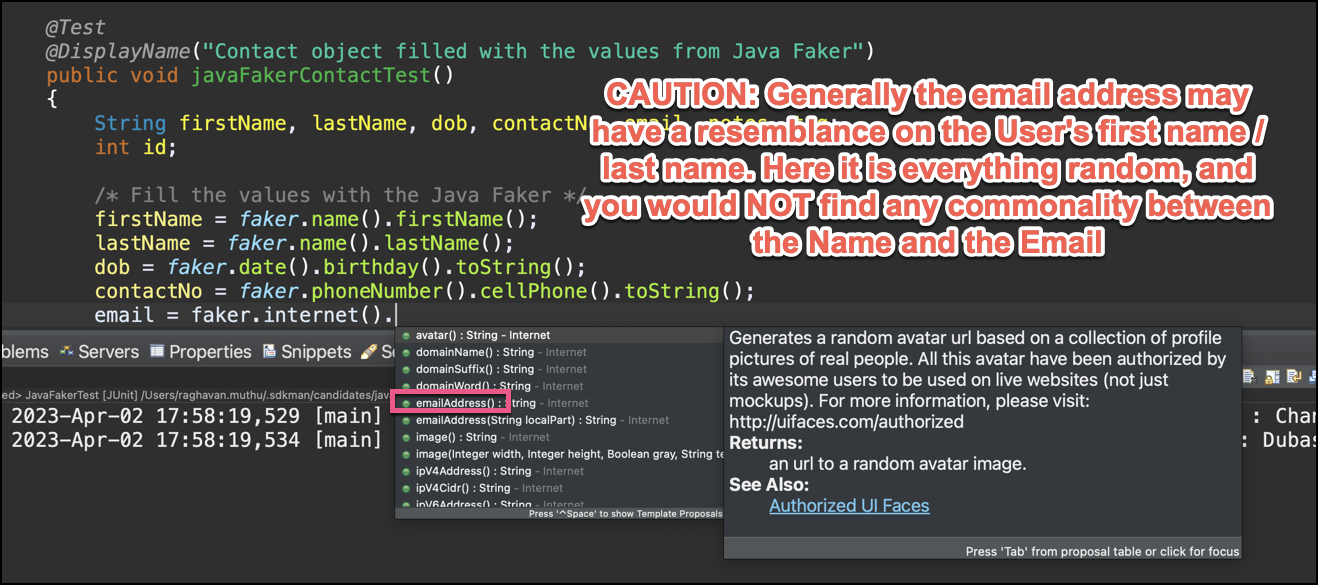 @Test
@DisplayName("Contact object filled with the values from Java Faker")
public void javaFakerContactTest()
{
String firstName, lastName, dob, contactN
int id;
CAUTION: Generally the email address may
have a resemblance on the User's first name /
last name. Here it is everything random, and
you would NOT find any commonality between
the Name and the Email
/* Fill the values with the Java Faker */
firstName = faker.name().firstName();
lastName = faker.name().lastName();
dob = faker.date().birthday().toString();
contactNo = faker.phoneNumber().cellPhone().toString();
email = faker.internet().
blems Servers Properties Snippets
ed> JavaFakerTest [JUnit] /Users/raghavan.muthu/.sdkman/candidates/jav
2023-Apr-02 17:58:19,529 [main]
2023-Apr-02 17:58:19,534 [main]
avatar() : String - Internet
domainName() : String - Internet
domainSuffix() : String - Internet
domainWord() : String - Internet
emailAddress() : String - Internet
emailAddress(String localPart) : String - Internet
image() : String - Internet
image(Integer width, Integer height, Boolean gray, String te
ipV4Address() : String - Internet
ipV4Cidr() : String - Internet
ipV6Address() : String - Internet
Press '^Space' to show Template Proposals
Generates a random avatar url based on a collection of profile
pictures of real people. All this avatar have been authorized by
its awesome users to be used on live websites (not just
mockups). For more information, please visit:
http://uifaces.com/authorized
Returns:
an url to a random avatar image.
See Also:
Authorized UI Faces
Press 'Tab' from proposal table or click for focus
: Char
: Dubas